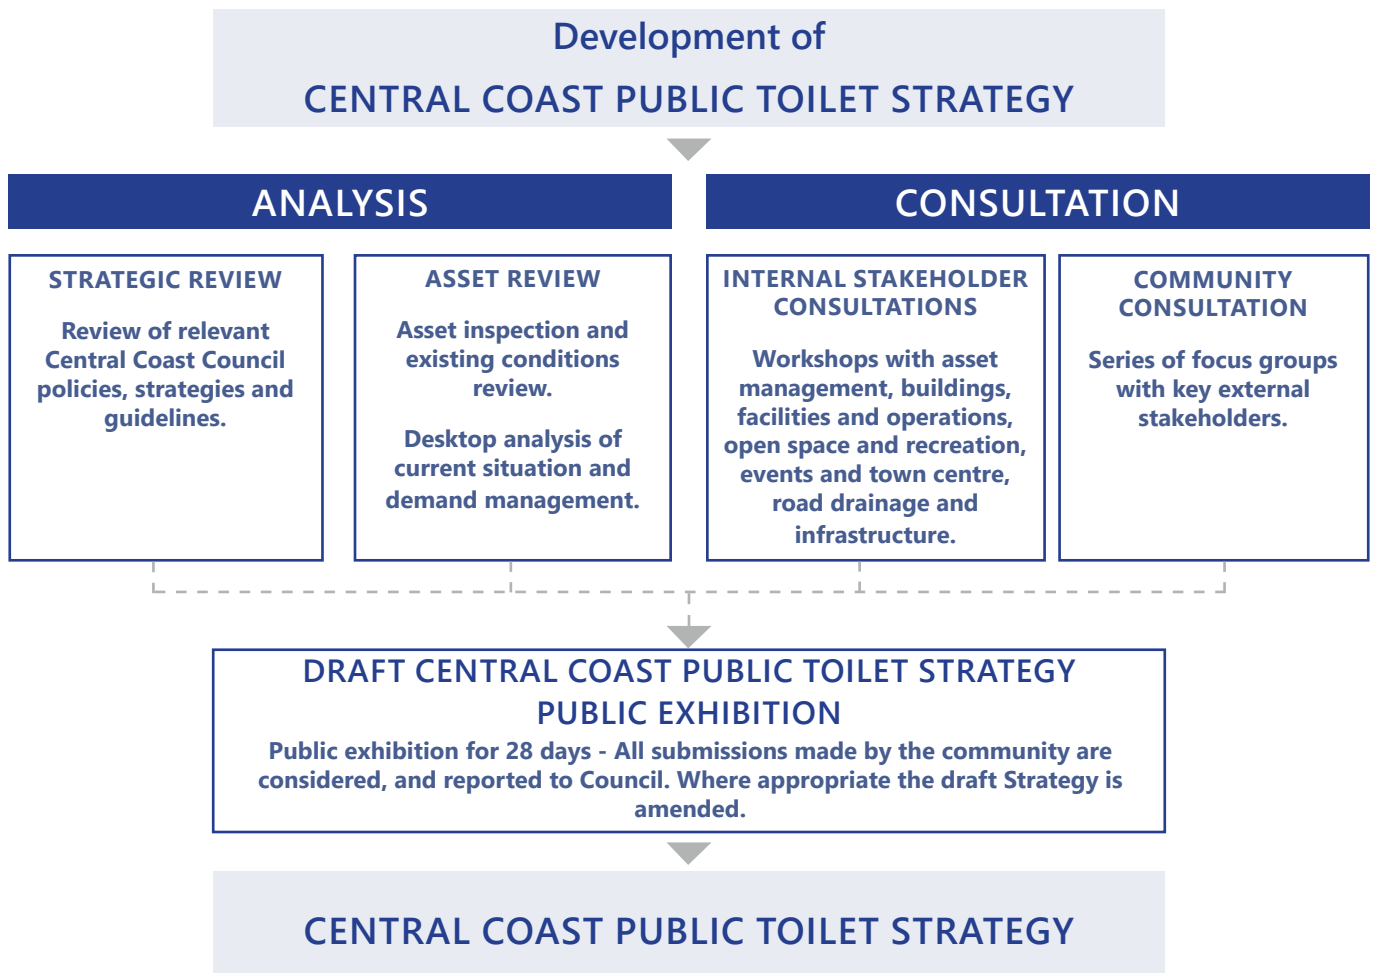 Development of
CENTRAL COAST PUBLIC TOILET STRATEGY
ANALYSIS
CONSULTATION
STRATEGIC REVIEW
Review of relevant
Central Coast Council
policies, strategies and
guidelines.
ASSET REVIEW
Asset inspection and
existing conditions
review.
Desktop analysis of
current situation and
demand management.
INTERNAL STAKEHOLDER
CONSULTATIONS
Workshops with asset
management, buildings,
facilities and operations,
open space and recreation,
events and town centre,
road drainage and
infrastructure.
COMMUNITY
CONSULTATION
Series of focus groups
with key external
stakeholders.
DRAFT CENTRAL COAST PUBLIC TOILET STRATEGY
PUBLIC EXHIBITION
Public exhibition for 28 days - All submissions made by the community are
considered, and reported to Council. Where appropriate the draft Strategy is
amended.
CENTRAL COAST PUBLIC TOILET STRATEGY